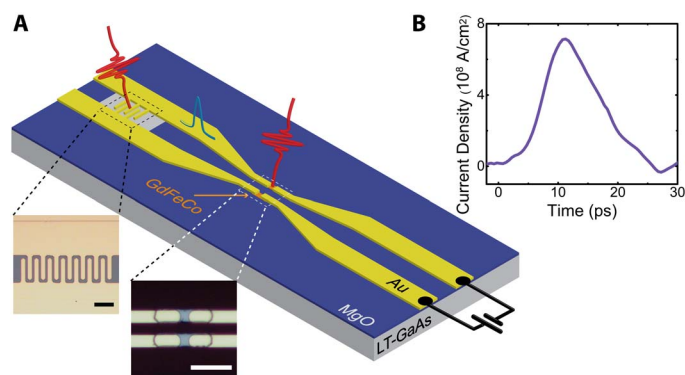 A
GdFeCo
Au
MgO
LT-GaAs
B
Current Density (10⁸ A/cm²)
8
4
0
0
10
20
30
Time (ps)